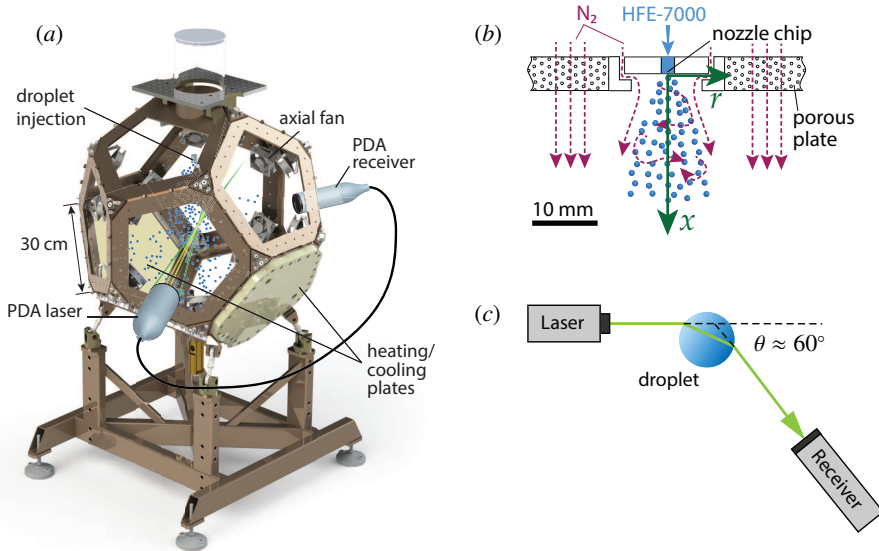 (a)
droplet
injection
axial fan
PDA
receiver
30 cm
PDA laser
heating/
cooling
plates
(b)
N₂
HFE-7000
nozzle chip
r
porous
plate
10 mm
x
(c)
Laser
θ ≈ 60°
droplet
Receiver